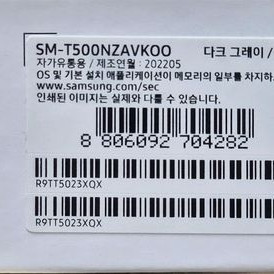 SM-T500NZAVKOO 다크 그레이 /
자가유통용 / 제조연월 : 202205
OS 및 기본 설치 애플리케이션이 메모리의 일부를 차지하
www.samsung.com/sec
인쇄된 이미지는 실제와 다를 수 있습니다.
8 806092 704282
R9TT5023XQX
R9TT5023XQX